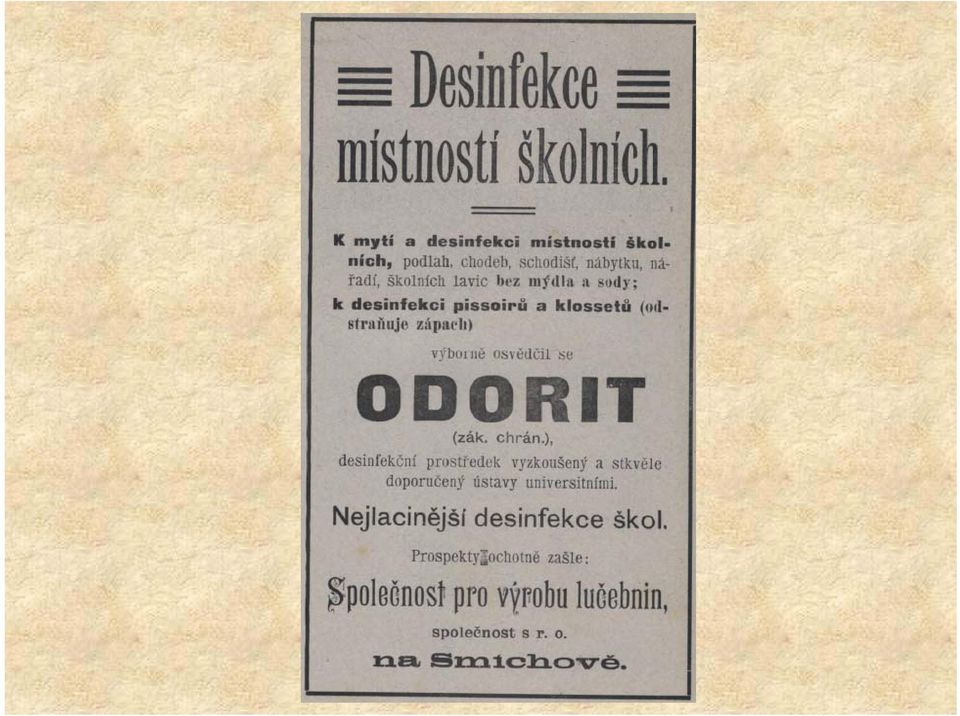 Desinfekce
místností školních.
K mytí a desinfekci místností škol-
ních, podlah, chodeb, schodišť, nábytku, ná-
řadí, školních lavic bez mýdla a sody;
k desinfekci pissoirů a klossetů (od-
straňuje zápach)
výborně osvědčil se
ODORIT
(zák. chrán.),
desinfekční prostředek vyzkoušený a stkvěle
doporučený ústavy universitními.
Nejlacinější desinfekce škol.
Prospekty ochotně zašle:
Společnost pro výrobu lučebnin,
společnost s r. o.
na Smíchově.